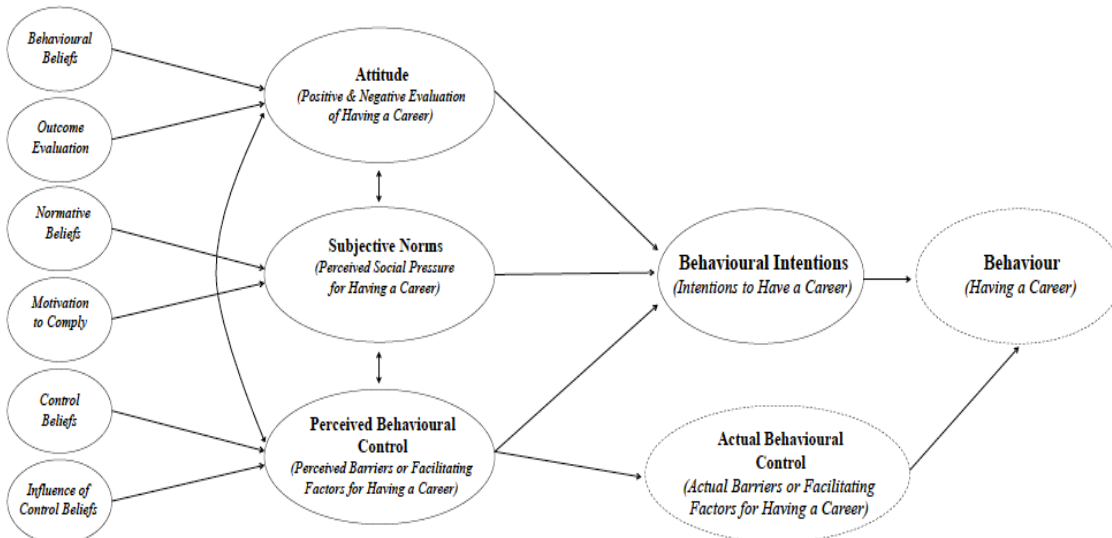 Behavioural
Beliefs
Outcome
Evaluation
Normative
Beliefs
Motivation
to Comply
Control
Beliefs
Influence of
Control Beliefs
Attitude
(Positive & Negative Evaluation
of Having a Career)
Subjective Norms
(Perceived Social Pressure
for Having a Career)
Perceived Behavioural
Control
(Perceived Barriers or Facilitating
Factors for Having a Career)
Behavioural Intentions
(Intentions to Have a Career)
Actual Behavioural
Control
(Actual Barriers or Facilitating
Factors for Having a Career)
Behaviour
(Having a Career)